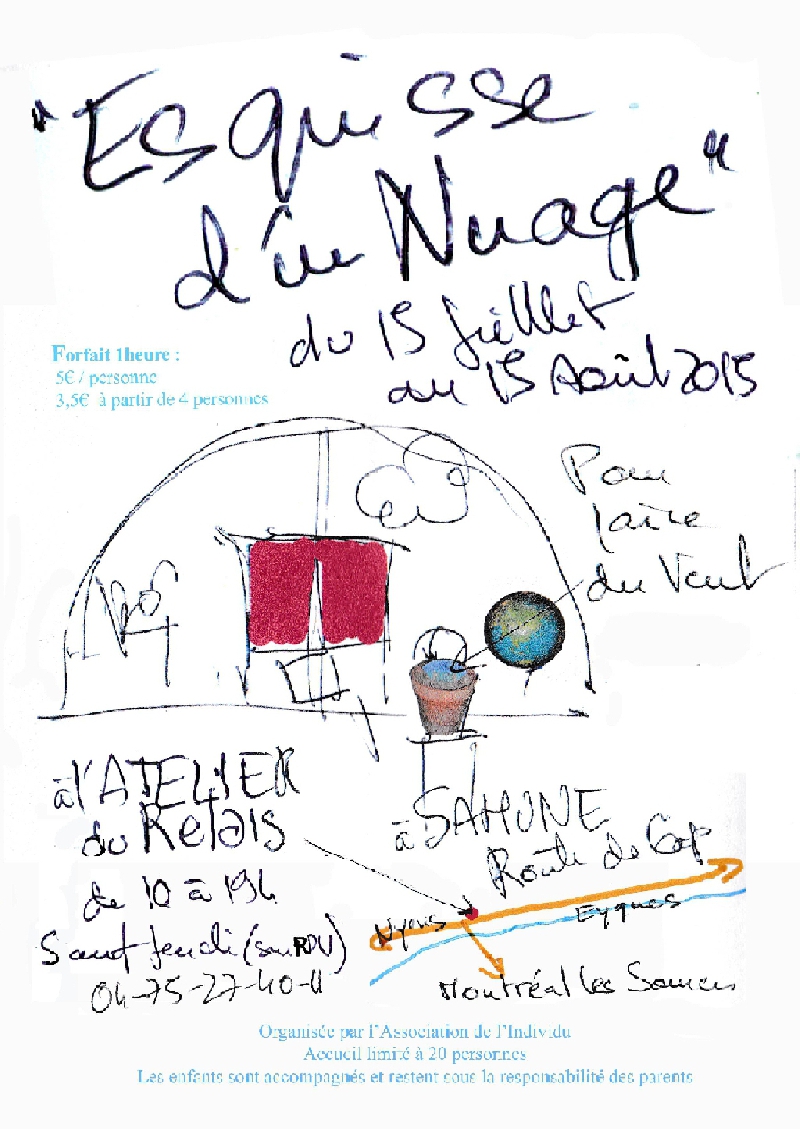 "Esquisse
d'un Nuage"
du 15 Juillet
au 15 Août 2015
Forfait 1heure :
5€ / personne
3,5€ à partir de 4 personnes
Pour
faire
du Vent
à l'ATELIER
du Relais
de 10 à 19h
Sauf Jeudi (sur RDV)
04-75-27-40-11
à SAHUNE
Route de Gap
Nyons
Eygues
Montréal les Sources
Organisée par l'Association de l'Individu
Accueil limité à 20 personnes
Les enfants sont accompagnés et restent sous la responsabilité des parents